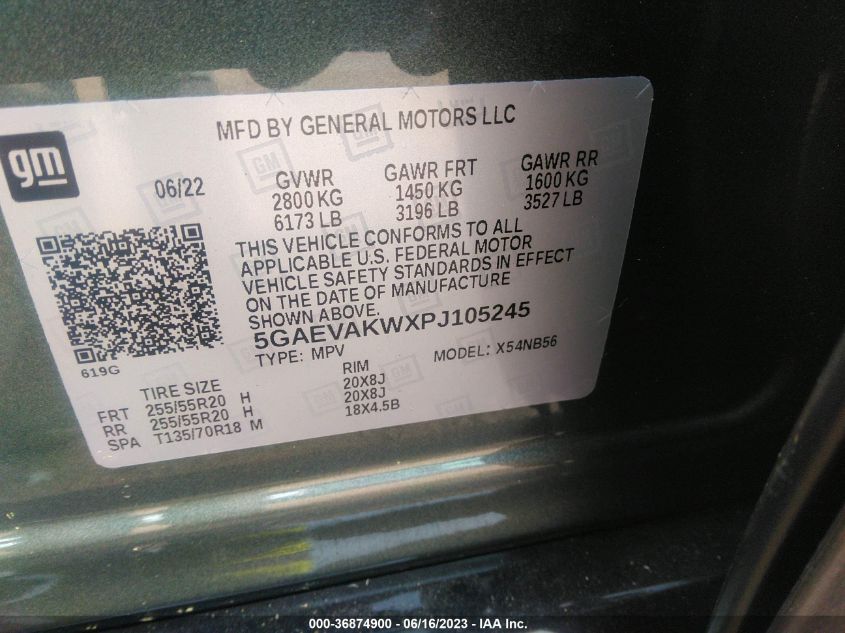 MFD BY GENERAL MOTORS LLC
gm
06/22
GVWR
2800 KG
6173 LB
GAWR FRT
1450 KG
3196 LB
GAWR RR
1600 KG
3527 LB
THIS VEHICLE CONFORMS TO ALL
APPLICABLE U.S. FEDERAL MOTOR
VEHICLE SAFETY STANDARDS IN EFFECT
ON THE DATE OF MANUFACTURE
SHOWN ABOVE.
5GAEVAKWXPJ105245
TYPE: MPV
MODEL: X54NB56
619G
TIRE SIZE
RIM
FRT 255/55R20 H 20X8J
RR 255/55R20 H 20X8J
SPA T135/70R18 M 18X4.5B
000-36874900 - 06/16/2023 - IAA Inc.